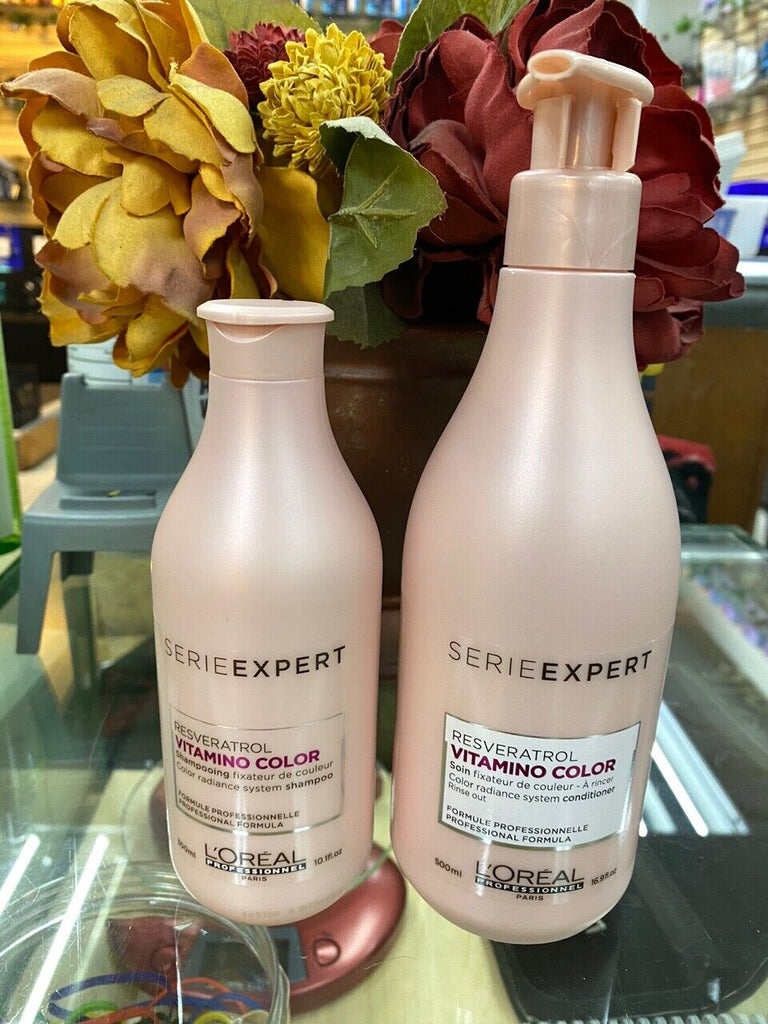 SERIEEXPERT
RESVERATROL
VITAMINO COLOR
Shampooing fixateur de couleur
Color radiance system shampoo
FORMULE PROFESSIONNELLE
PROFESSIONAL FORMULA
300ml
L'ORÉAL
PROFESSIONNEL
PARIS
10.1fl.oz
SERIEEXPERT
RESVERATROL
VITAMINO COLOR
Soin fixateur de couleur - À rincer
Color radiance system conditioner
Rinse out
FORMULE PROFESSIONNELLE
PROFESSIONAL FORMULA
500ml
L'ORÉAL
PROFESSIONNEL
PARIS
16.9fl.oz